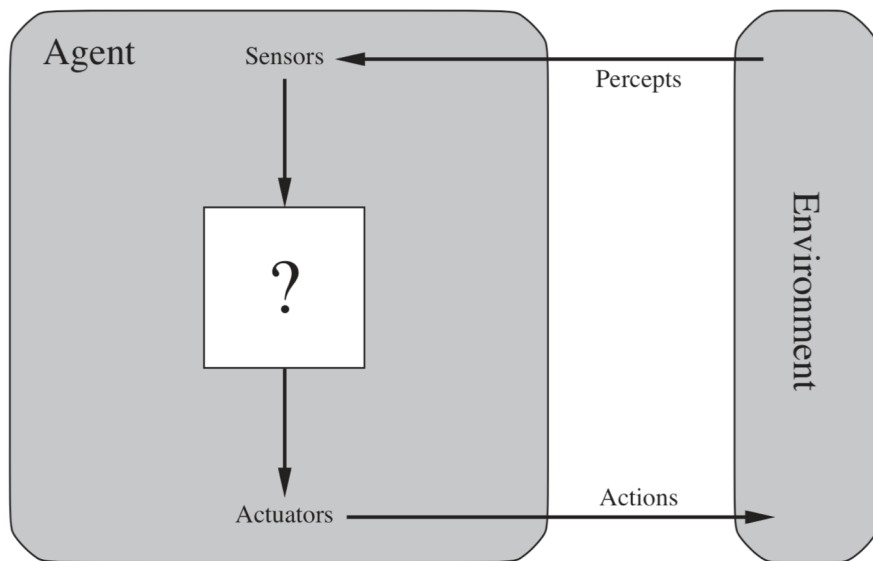 Agent
Sensors
Percepts
?
Environment
Actions
Actuators